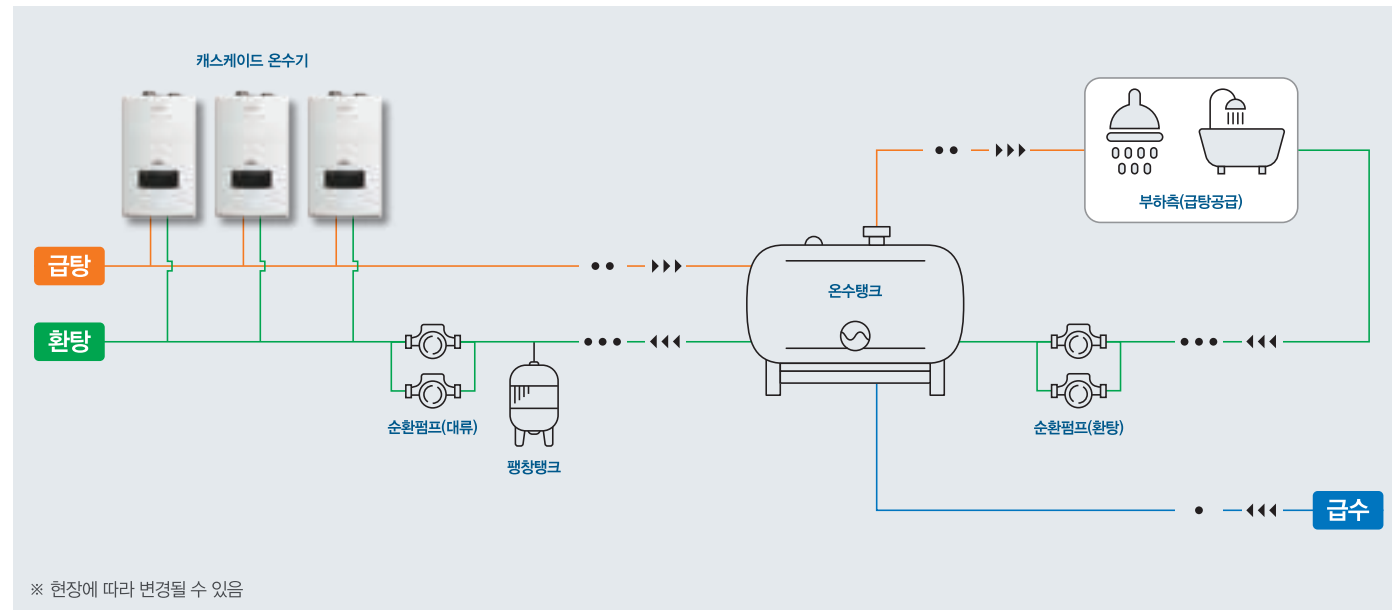 캐스케이드 온수기
부하측(급탕공급)
급탕
온수탱크
환탕
순환펌프(대류)
순환펌프(환탕)
팽창탱크
급수
※ 현장에 따라 변경될 수 있음